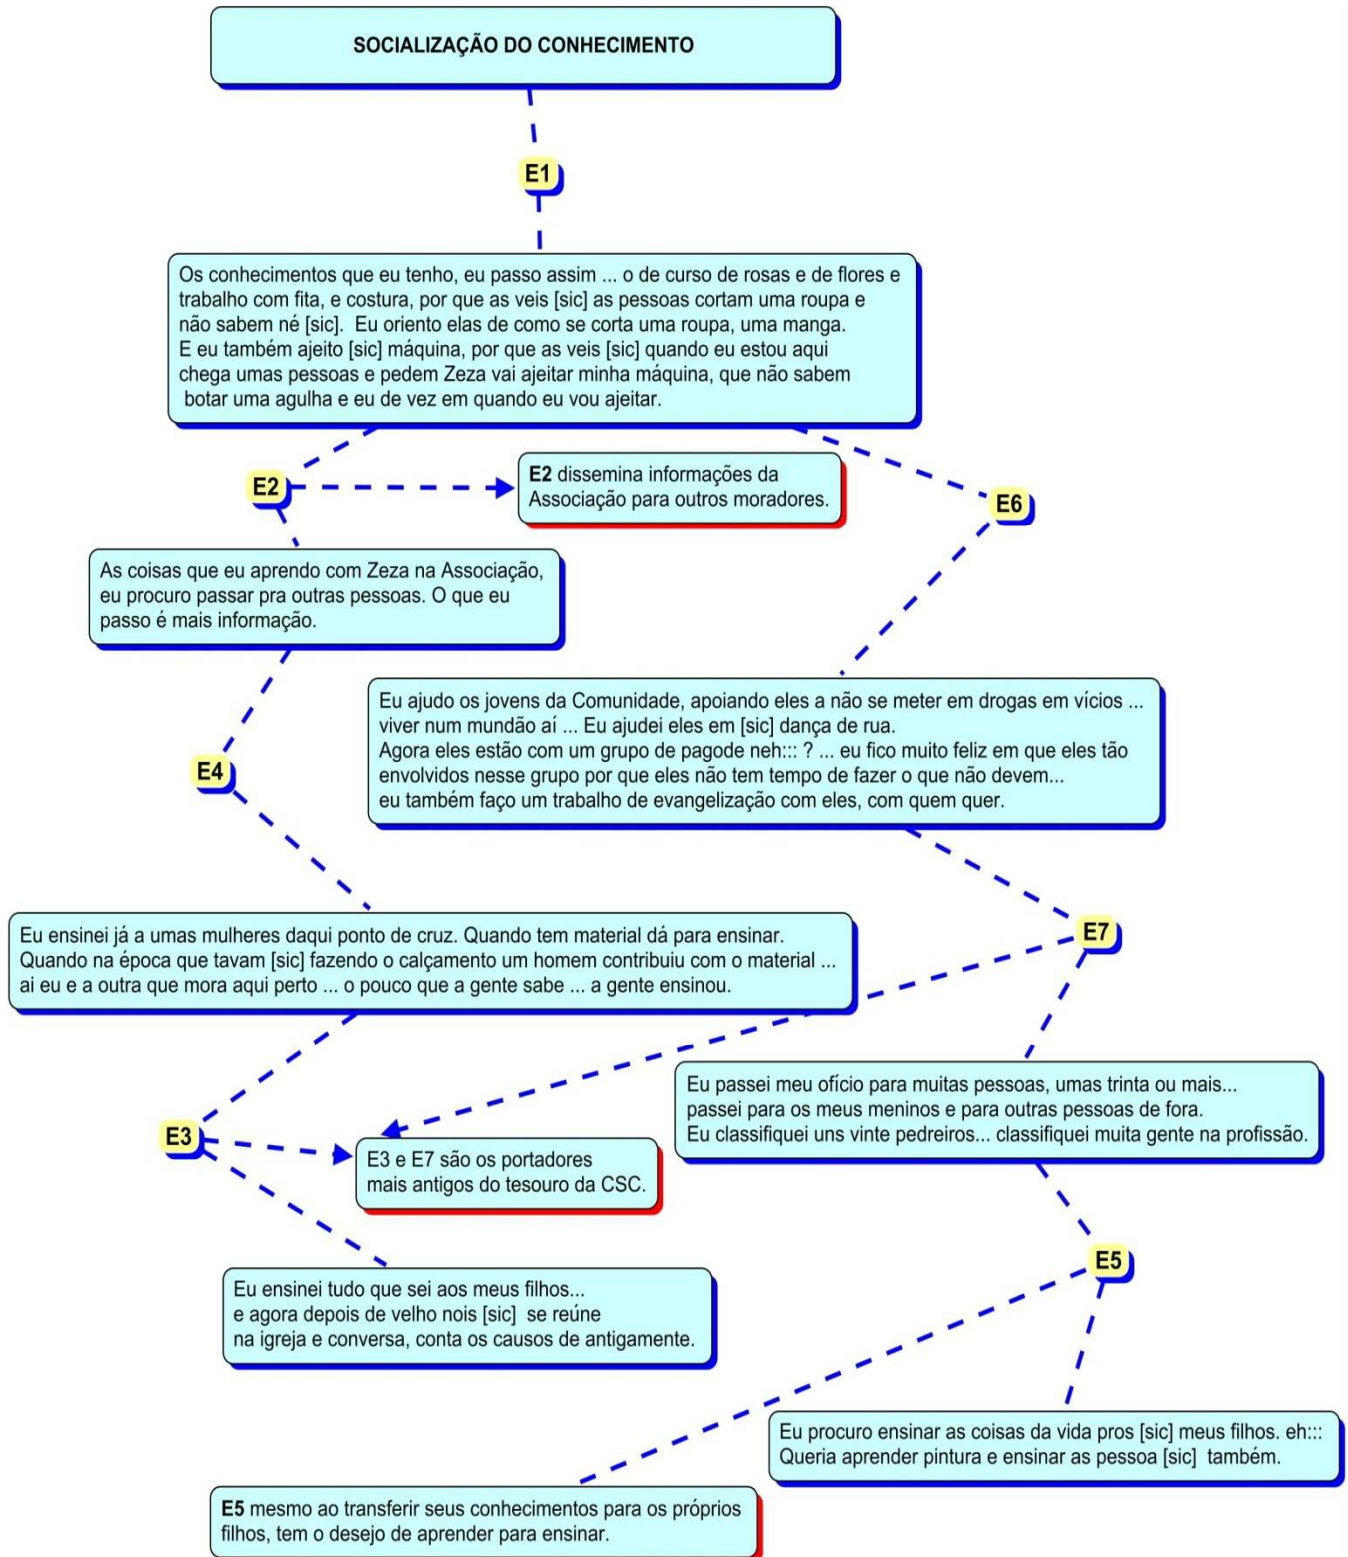 SOCIALIZAÇÃO DO CONHECIMENTO
E1
Os conhecimentos que eu tenho, eu passo assim ... o de curso de rosas e de flores e
trabalho com fita, e costura, por que as veis [sic] as pessoas cortam uma roupa e
não sabem né [sic]. Eu oriento elas de como se corta uma roupa, uma manga.
E eu também ajeito [sic] máquina, por que as veis [sic] quando eu estou aqui
chega umas pessoas e pedem Zeza vai ajeitar minha máquina, que não sabem
botar uma agulha e eu de vez em quando eu vou ajeitar.
E2
E2 dissemina informações da
Associação para outros moradores.
E6
As coisas que eu aprendo com Zeza na Associação,
eu procuro passar pra outras pessoas. O que eu
passo é mais informação.
Eu ajudo os jovens da Comunidade, apoiando eles a não se meter em drogas em vícios ...
viver num mundão aí ... Eu ajudei eles em [sic] dança de rua.
Agora eles estão com um grupo de pagode neh::: ? ... eu fico muito feliz em que eles tão
envolvidos nesse grupo por que eles não tem tempo de fazer o que não devem...
eu também faço um trabalho de evangelização com eles, com quem quer.
E4
Eu ensinei já a umas mulheres daqui ponto de cruz. Quando tem material dá para ensinar.
Quando na época que tavam [sic] fazendo o calçamento um homem contribuiu com o material ...
ai eu e a outra que mora aqui perto ... o pouco que a gente sabe ... a gente ensinou.
E7
Eu passei meu ofício para muitas pessoas, umas trinta ou mais...
passei para os meus meninos e para outras pessoas de fora.
Eu classifiquei uns vinte pedreiros... classifiquei muita gente na profissão.
E3
E3 e E7 são os portadores
mais antigos do tesouro da CSC.
E5
Eu ensinei tudo que sei aos meus filhos...
e agora depois de velho nois [sic] se reúne
na igreja e conversa, conta os causos de antigamente.
Eu procuro ensinar as coisas da vida pros [sic] meus filhos. eh:::
Queria aprender pintura e ensinar as pessoa [sic] também.
E5 mesmo ao transferir seus conhecimentos para os próprios
filhos, tem o desejo de aprender para ensinar.